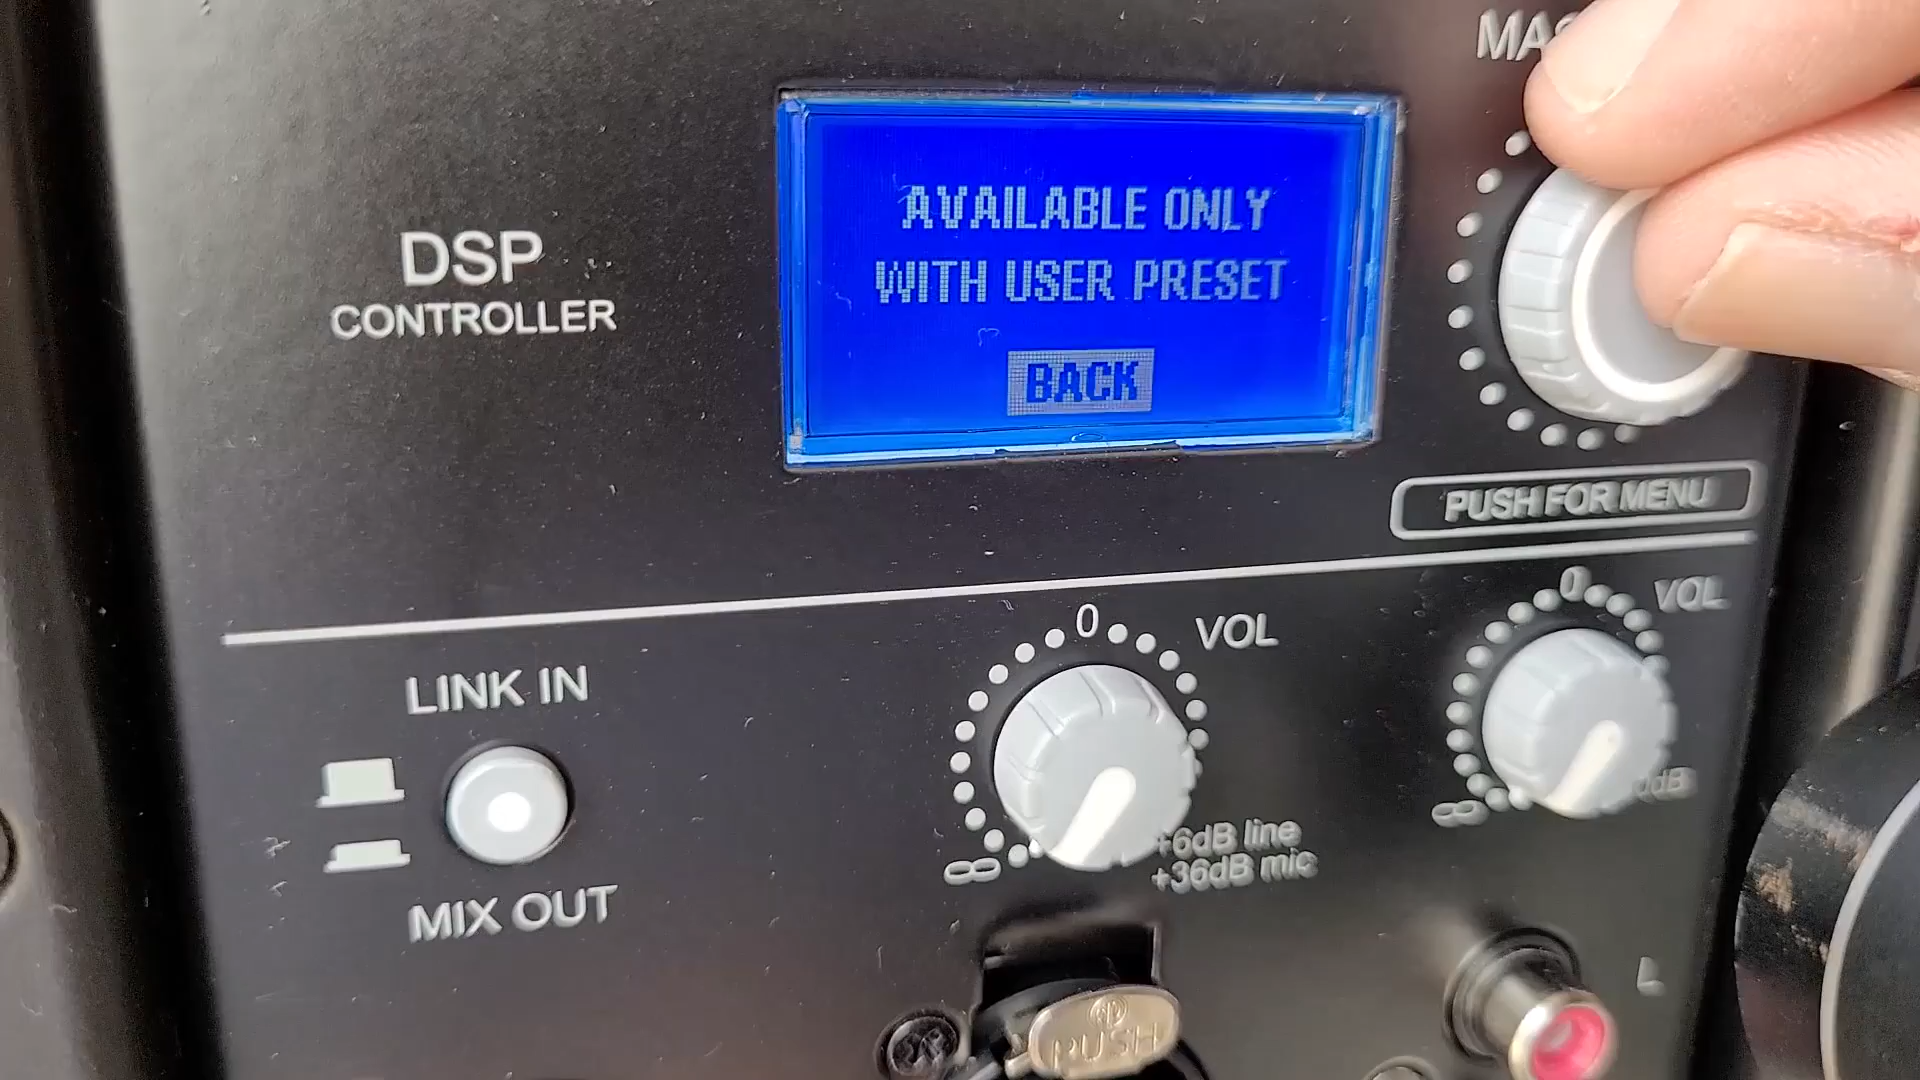 AVAILABLE ONLY
WITH USER PRESET
BACK
DSP
CONTROLLER
PUSH FOR MENU
LINK IN
MIX OUT
0
VOL
∞
+6dB line
+36dB mic
0
VOL
∞
PUSH
L